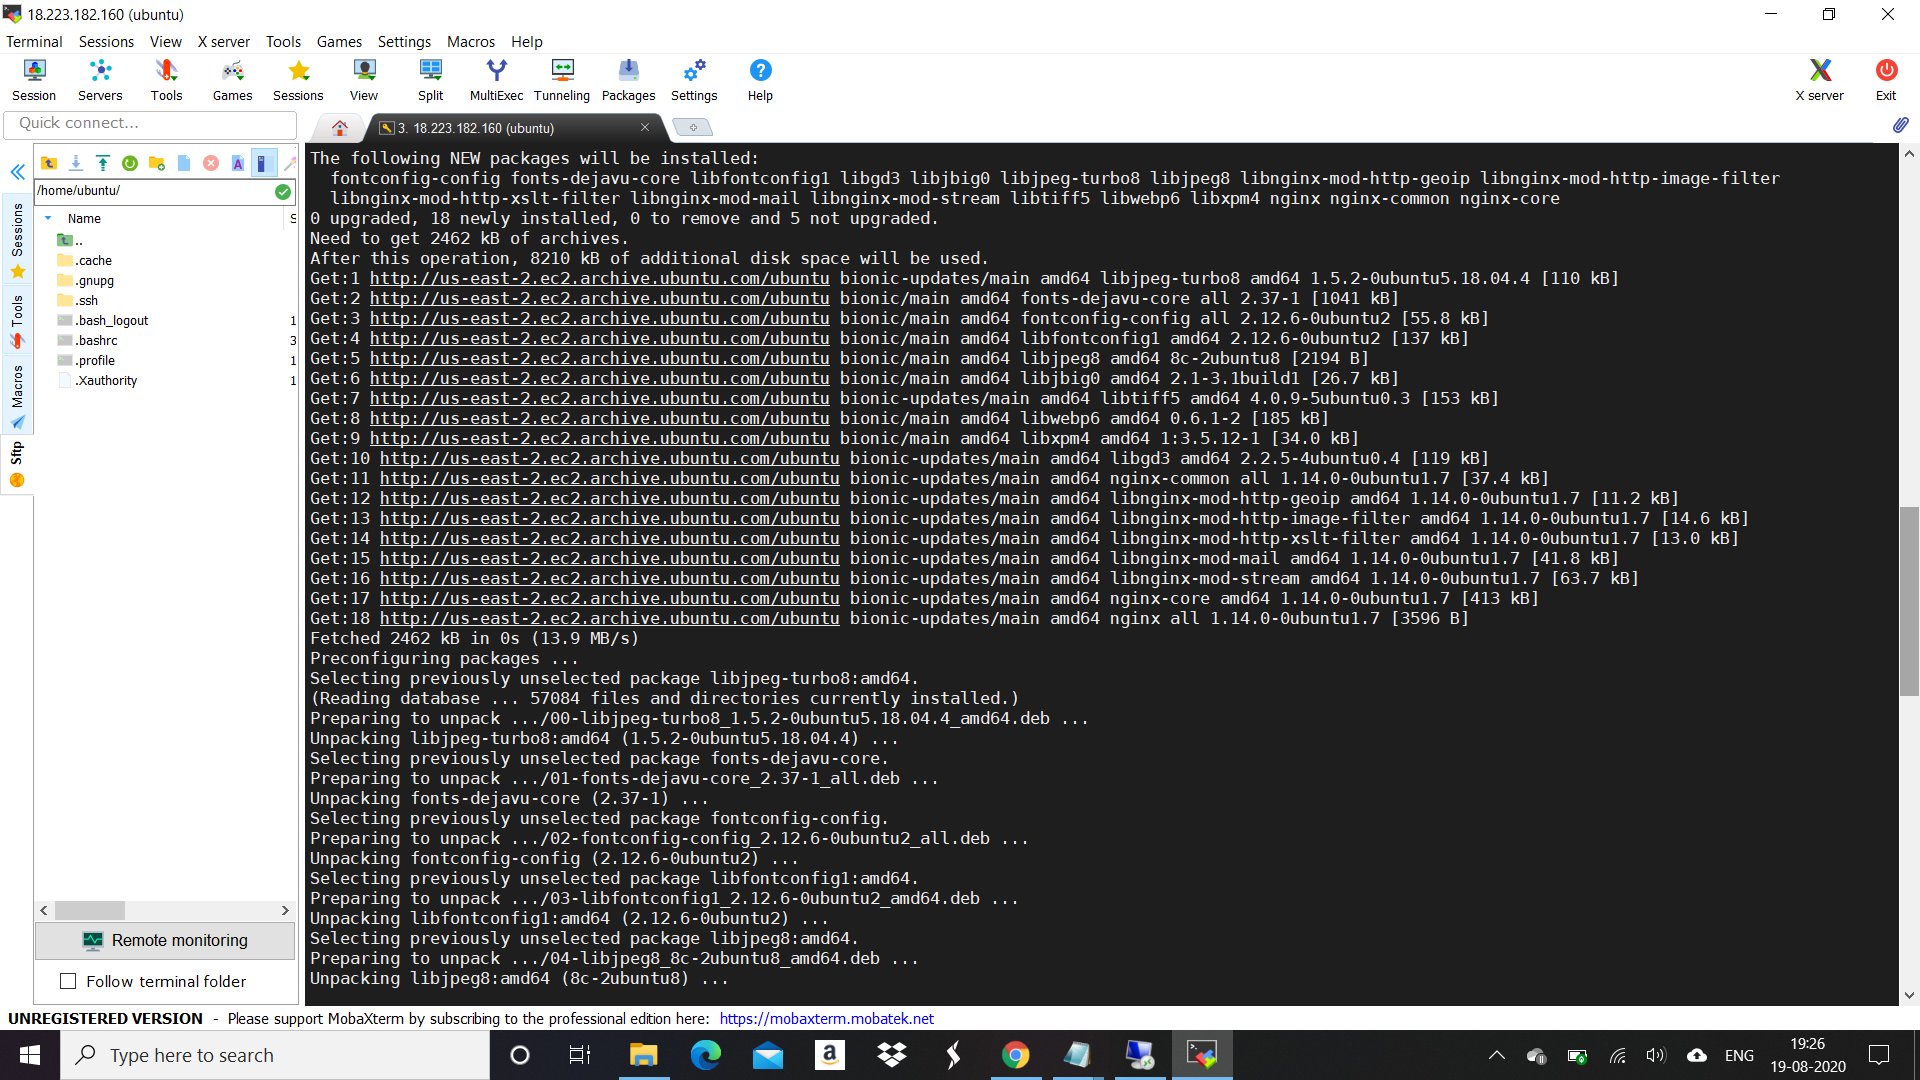 18.223.182.160 (ubuntu)
Terminal Sessions View X server Tools Games Settings Macros Help
Session Servers Tools Games Sessions View Split MultiExec Tunneling Packages Settings Help X server Exit
Quick connect...
3. 18.223.182.160 (ubuntu)
/home/ubuntu/
Name S
..
.cache
.gnupg
.ssh
.bash_logout 1
.bashrc 3
.profile 1
.Xauthority 1
Sessions
Tools
Macros
Sftp
Remote monitoring
Follow terminal folder
The following NEW packages will be installed:
fontconfig-config fonts-dejavu-core libfontconfig1 libgd3 libjbig0 libjpeg-turbo8 libjpeg8 libnginx-mod-http-geoip libnginx-mod-http-image-filter
libnginx-mod-http-xslt-filter libnginx-mod-mail libnginx-mod-stream libtiff5 libwebp6 libxpm4 nginx nginx-common nginx-core
0 upgraded, 18 newly installed, 0 to remove and 5 not upgraded.
Need to get 2462 kB of archives.
After this operation, 8210 kB of additional disk space will be used.
Get:1 http://us-east-2.ec2.archive.ubuntu.com/ubuntu bionic-updates/main amd64 libjpeg-turbo8 amd64 1.5.2-0ubuntu5.18.04.4 [110 kB]
Get:2 http://us-east-2.ec2.archive.ubuntu.com/ubuntu bionic/main amd64 fonts-dejavu-core all 2.37-1 [1041 kB]
Get:3 http://us-east-2.ec2.archive.ubuntu.com/ubuntu bionic/main amd64 fontconfig-config all 2.12.6-0ubuntu2 [55.8 kB]
Get:4 http://us-east-2.ec2.archive.ubuntu.com/ubuntu bionic/main amd64 libfontconfig1 amd64 2.12.6-0ubuntu2 [137 kB]
Get:5 http://us-east-2.ec2.archive.ubuntu.com/ubuntu bionic/main amd64 libjpeg8 amd64 8c-2ubuntu8 [2194 B]
Get:6 http://us-east-2.ec2.archive.ubuntu.com/ubuntu bionic/main amd64 libjbig0 amd64 2.1-3.1build1 [26.7 kB]
Get:7 http://us-east-2.ec2.archive.ubuntu.com/ubuntu bionic-updates/main amd64 libtiff5 amd64 4.0.9-5ubuntu0.3 [153 kB]
Get:8 http://us-east-2.ec2.archive.ubuntu.com/ubuntu bionic/main amd64 libwebp6 amd64 0.6.1-2 [185 kB]
Get:9 http://us-east-2.ec2.archive.ubuntu.com/ubuntu bionic/main amd64 libxpm4 amd64 1:3.5.12-1 [34.0 kB]
Get:10 http://us-east-2.ec2.archive.ubuntu.com/ubuntu bionic-updates/main amd64 libgd3 amd64 2.2.5-4ubuntu0.4 [119 kB]
Get:11 http://us-east-2.ec2.archive.ubuntu.com/ubuntu bionic-updates/main amd64 nginx-common all 1.14.0-0ubuntu1.7 [37.4 kB]
Get:12 http://us-east-2.ec2.archive.ubuntu.com/ubuntu bionic-updates/main amd64 libnginx-mod-http-geoip amd64 1.14.0-0ubuntu1.7 [11.2 kB]
Get:13 http://us-east-2.ec2.archive.ubuntu.com/ubuntu bionic-updates/main amd64 libnginx-mod-http-image-filter amd64 1.14.0-0ubuntu1.7 [14.6 kB]
Get:14 http://us-east-2.ec2.archive.ubuntu.com/ubuntu bionic-updates/main amd64 libnginx-mod-http-xslt-filter amd64 1.14.0-0ubuntu1.7 [13.0 kB]
Get:15 http://us-east-2.ec2.archive.ubuntu.com/ubuntu bionic-updates/main amd64 libnginx-mod-mail amd64 1.14.0-0ubuntu1.7 [41.8 kB]
Get:16 http://us-east-2.ec2.archive.ubuntu.com/ubuntu bionic-updates/main amd64 libnginx-mod-stream amd64 1.14.0-0ubuntu1.7 [63.7 kB]
Get:17 http://us-east-2.ec2.archive.ubuntu.com/ubuntu bionic-updates/main amd64 nginx-core amd64 1.14.0-0ubuntu1.7 [413 kB]
Get:18 http://us-east-2.ec2.archive.ubuntu.com/ubuntu bionic-updates/main amd64 nginx all 1.14.0-0ubuntu1.7 [3596 B]
Fetched 2462 kB in 0s (13.9 MB/s)
Preconfiguring packages ...
Selecting previously unselected package libjpeg-turbo8:amd64.
(Reading database ... 57084 files and directories currently installed.)
Preparing to unpack .../00-libjpeg-turbo8_1.5.2-0ubuntu5.18.04.4_amd64.deb ...
Unpacking libjpeg-turbo8:amd64 (1.5.2-0ubuntu5.18.04.4) ...
Selecting previously unselected package fonts-dejavu-core.
Preparing to unpack .../01-fonts-dejavu-core_2.37-1_all.deb ...
Unpacking fonts-dejavu-core (2.37-1) ...
Selecting previously unselected package fontconfig-config.
Preparing to unpack .../02-fontconfig-config_2.12.6-0ubuntu2_all.deb ...
Unpacking fontconfig-config (2.12.6-0ubuntu2) ...
Selecting previously unselected package libfontconfig1:amd64.
Preparing to unpack .../03-libfontconfig1_2.12.6-0ubuntu2_amd64.deb ...
Unpacking libfontconfig1:amd64 (2.12.6-0ubuntu2) ...
Selecting previously unselected package libjpeg8:amd64.
Preparing to unpack .../04-libjpeg8_8c-2ubuntu8_amd64.deb ...
Unpacking libjpeg8:amd64 (8c-2ubuntu8) ...
UNREGISTERED VERSION - Please support MobaXterm by subscribing to the professional edition here: https://mobaxterm.mobatek.net
Type here to search
ENG
19:26
19-08-2020